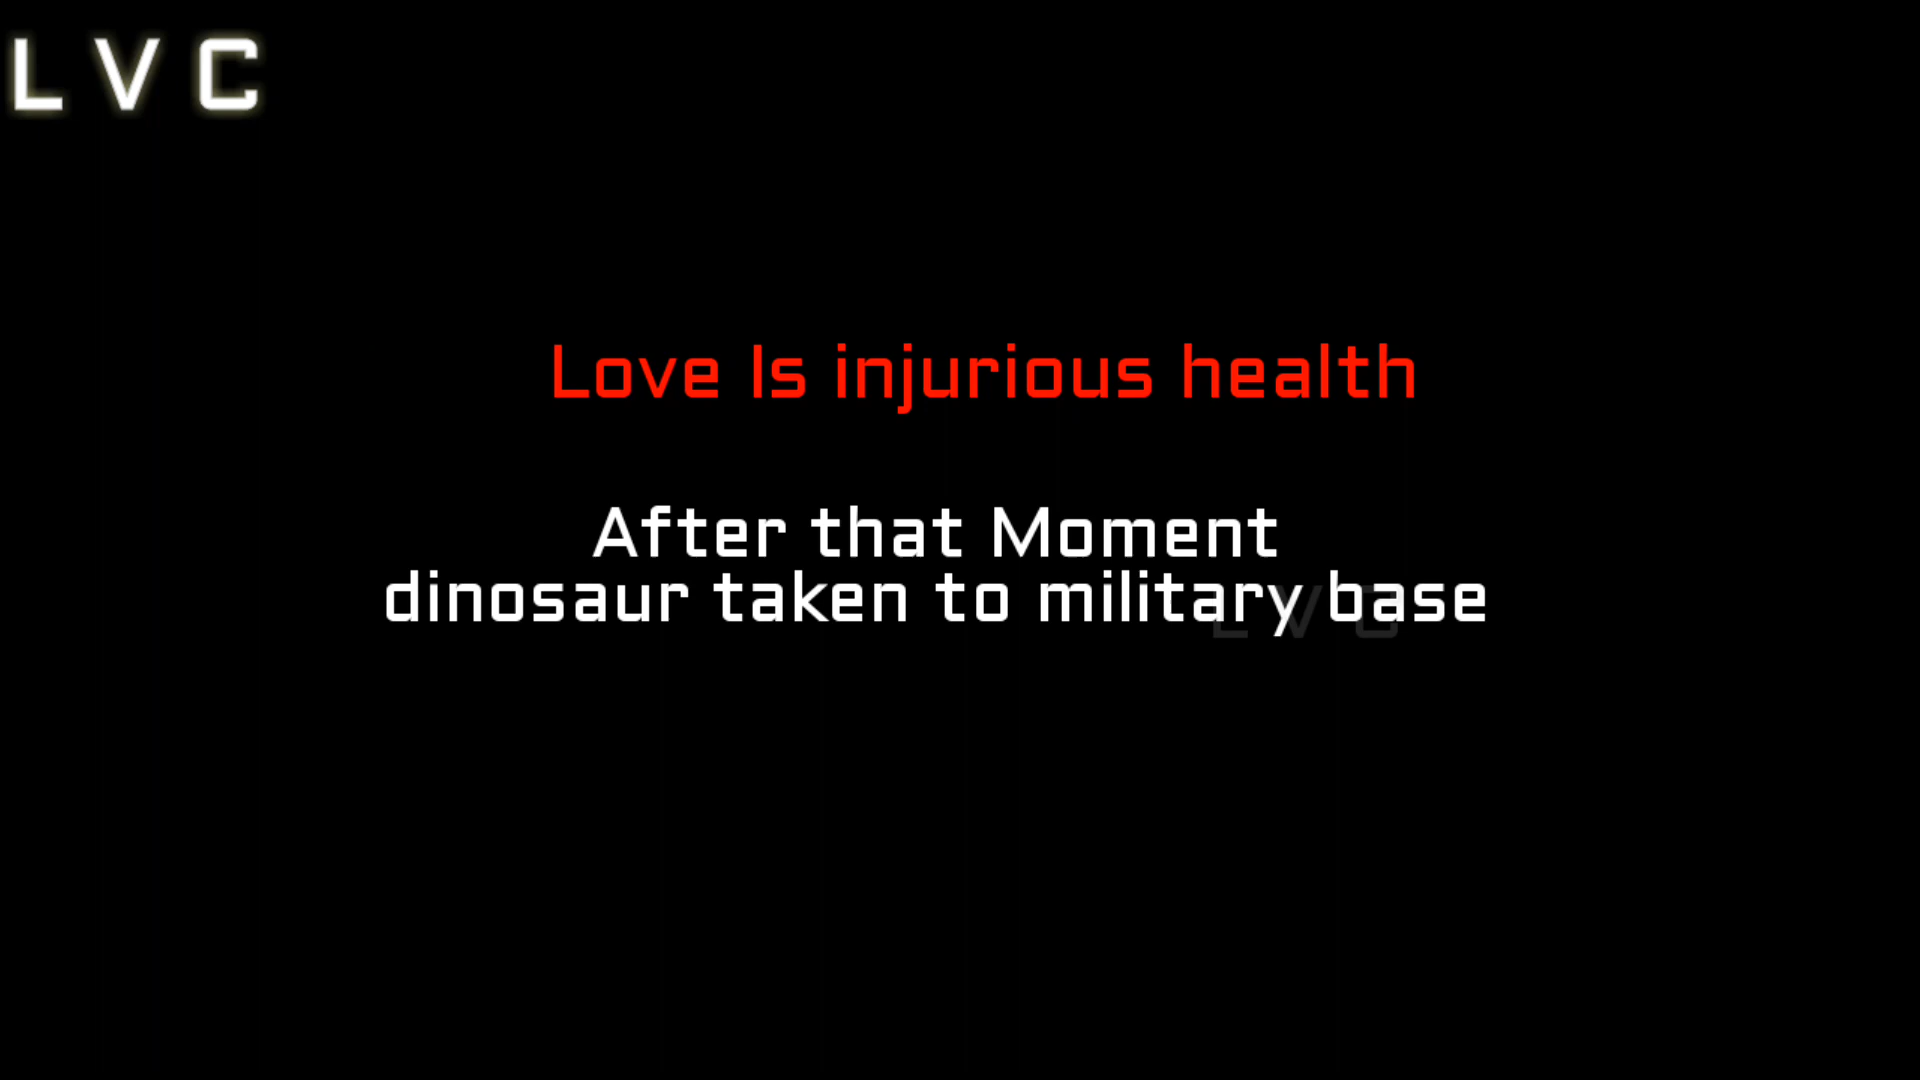 L V C
Love Is injurious health
After that Moment
dinosaur taken to military base
L V C